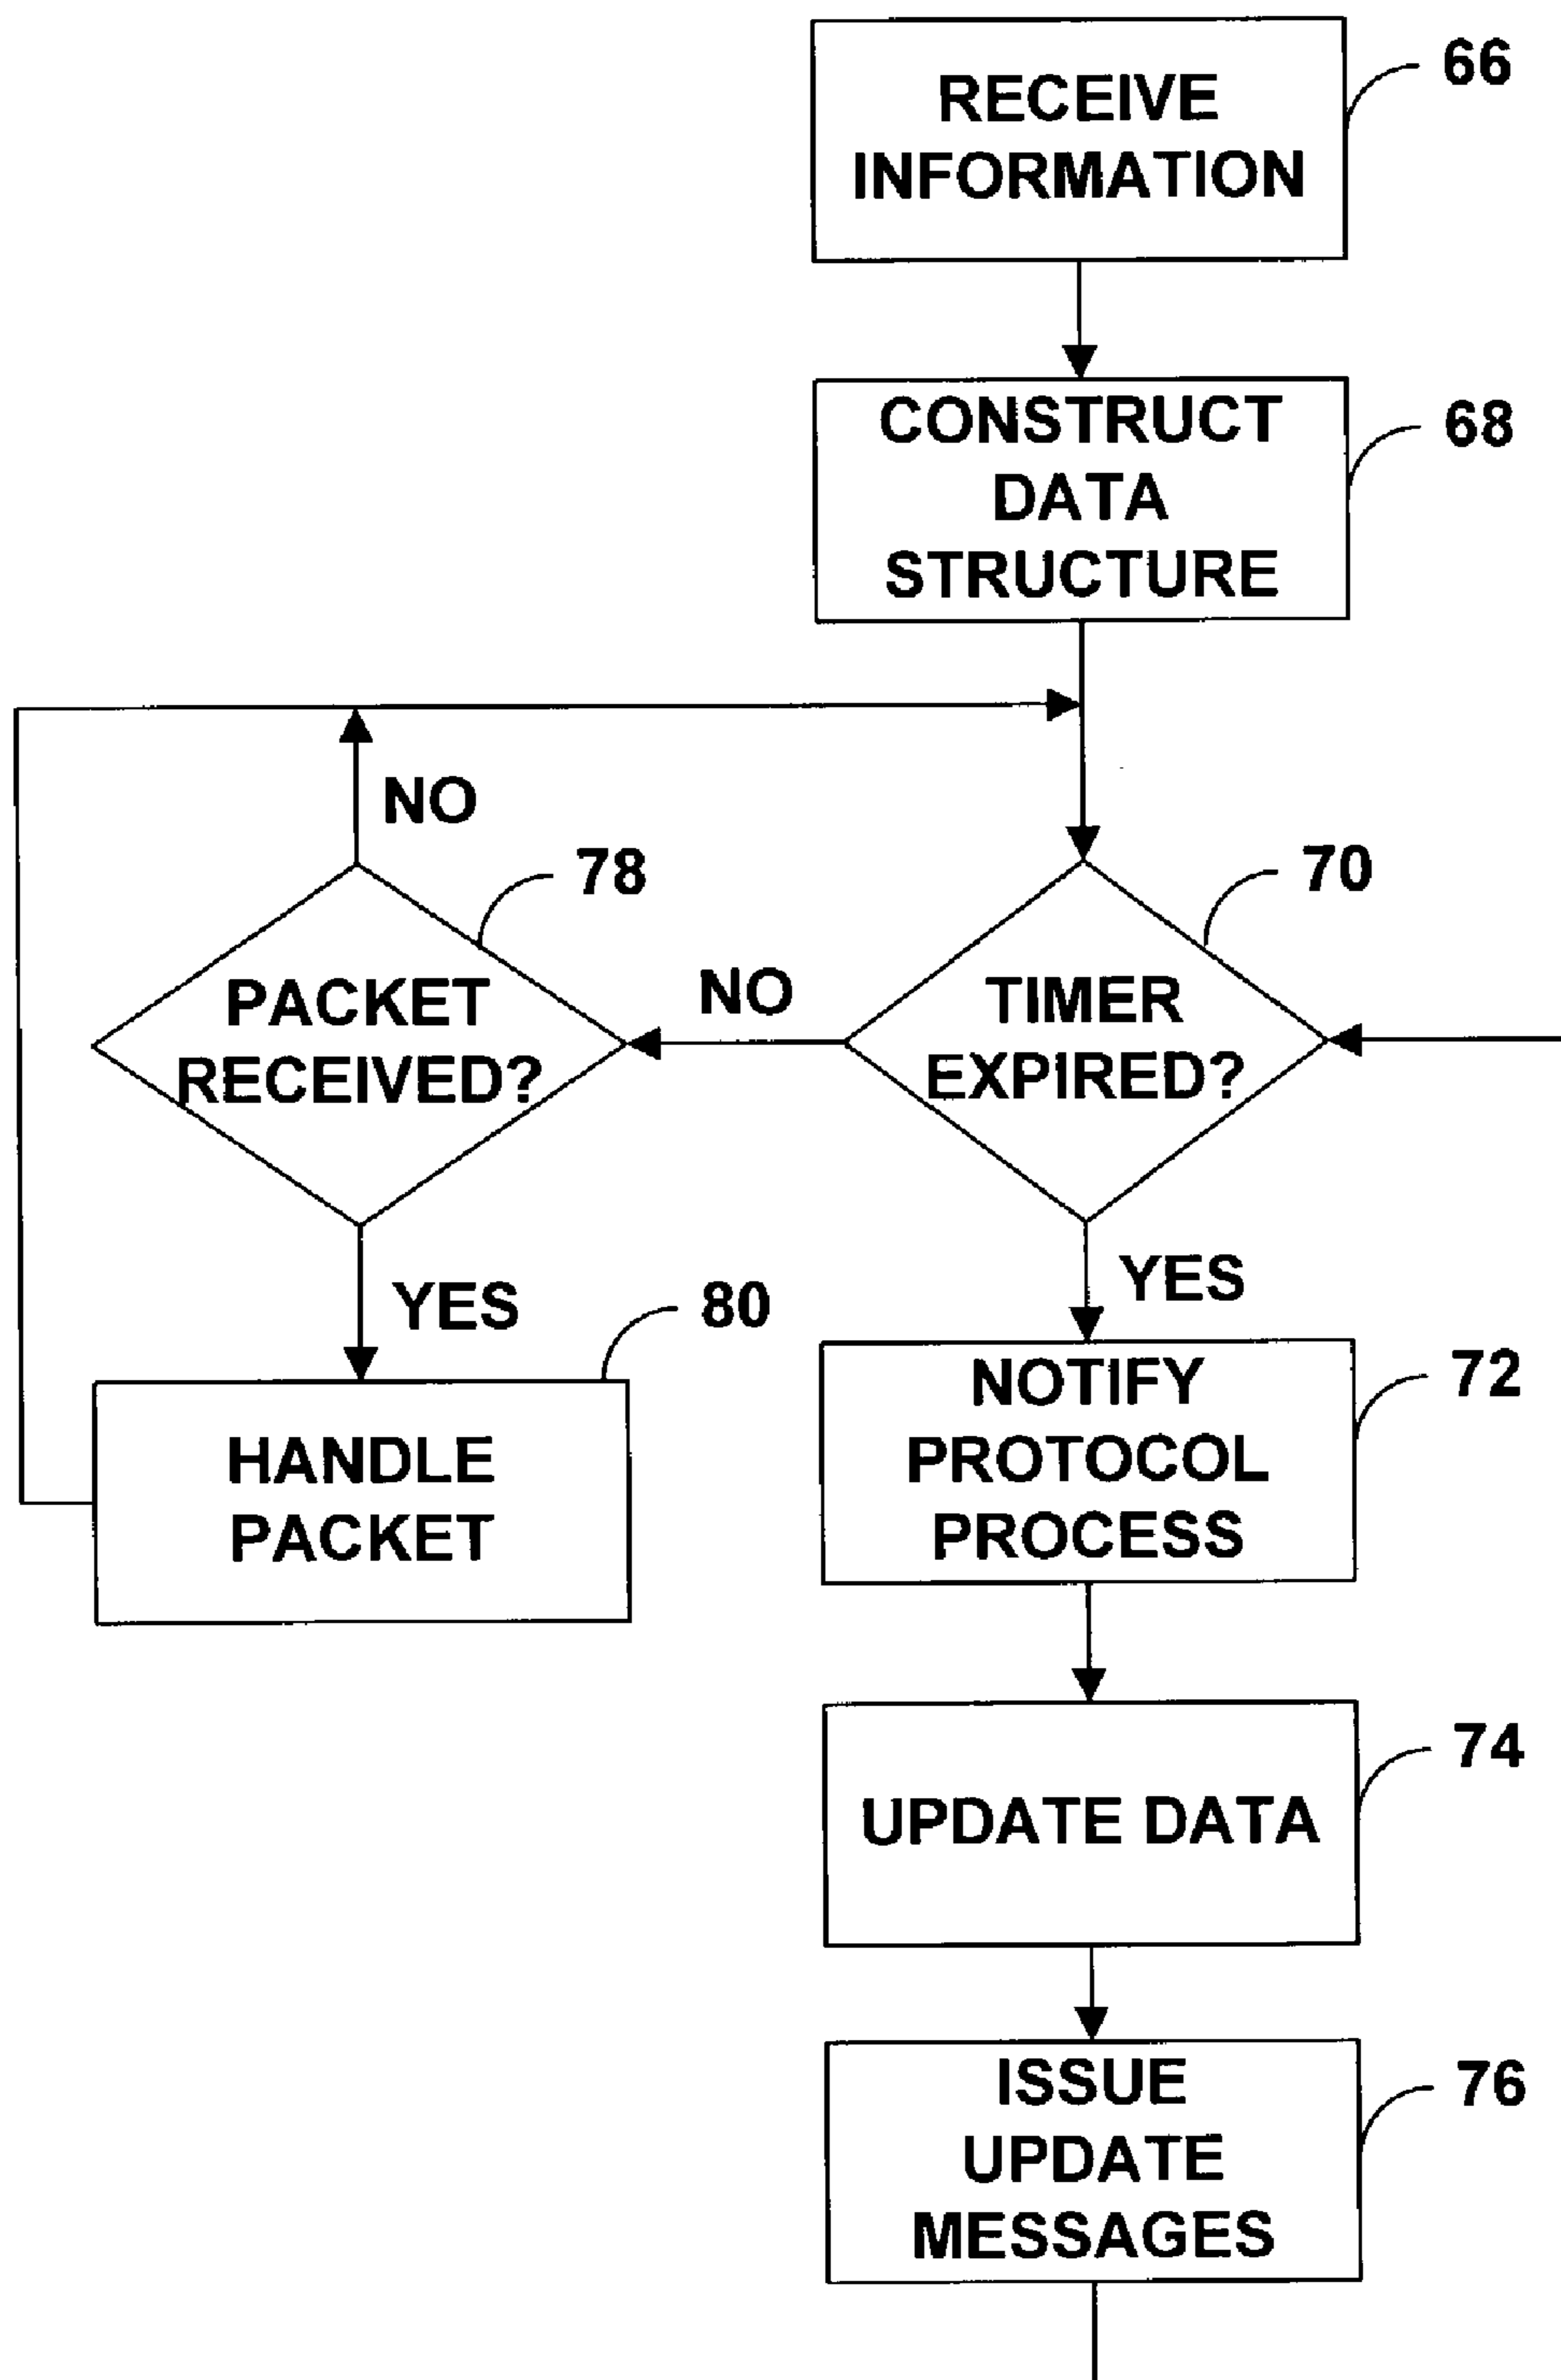 RECEIVE
INFORMATION
66
CONSTRUCT
DATA
STRUCTURE
68
NO
78
PACKET
RECEIVED?
NO
70
TIMER
EXPIRED?
YES
80
HANDLE
PACKET
YES
NOTIFY
PROTOCOL
PROCESS
72
UPDATE DATA
74
ISSUE
UPDATE
MESSAGES
76